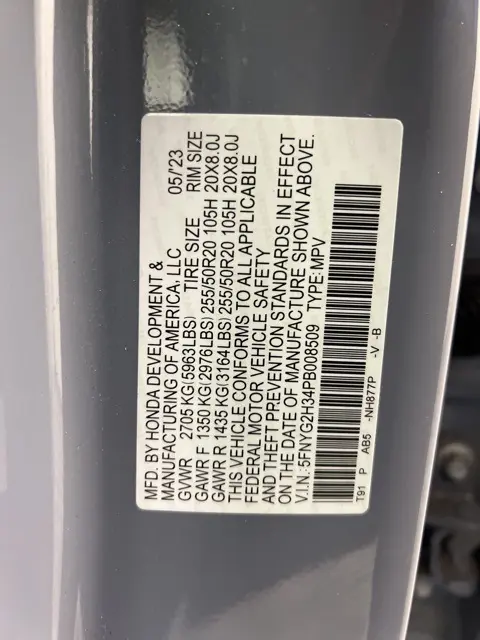 MFD. BY HONDA DEVELOPMENT &
MANUFACTURING OF AMERICA, LLC 05/'23
GVWR 2705 KG(5963LBS) TIRE SIZE RIM SIZE
GAWR F 1350 KG(2976LBS) 255/50R20 105H 20X8.0J
GAWR R 1435 KG(3164LBS) 255/50R20 105H 20X8.0J
THIS VEHICLE CONFORMS TO ALL APPLICABLE
FEDERAL MOTOR VEHICLE SAFETY
AND THEFT PREVENTION STANDARDS IN EFFECT
ON THE DATE OF MANUFACTURE SHOWN ABOVE.
V.I.N.: 5FNYG2H34PB008509 TYPE: MPV
T91 P AB5 -NH877P -V -B